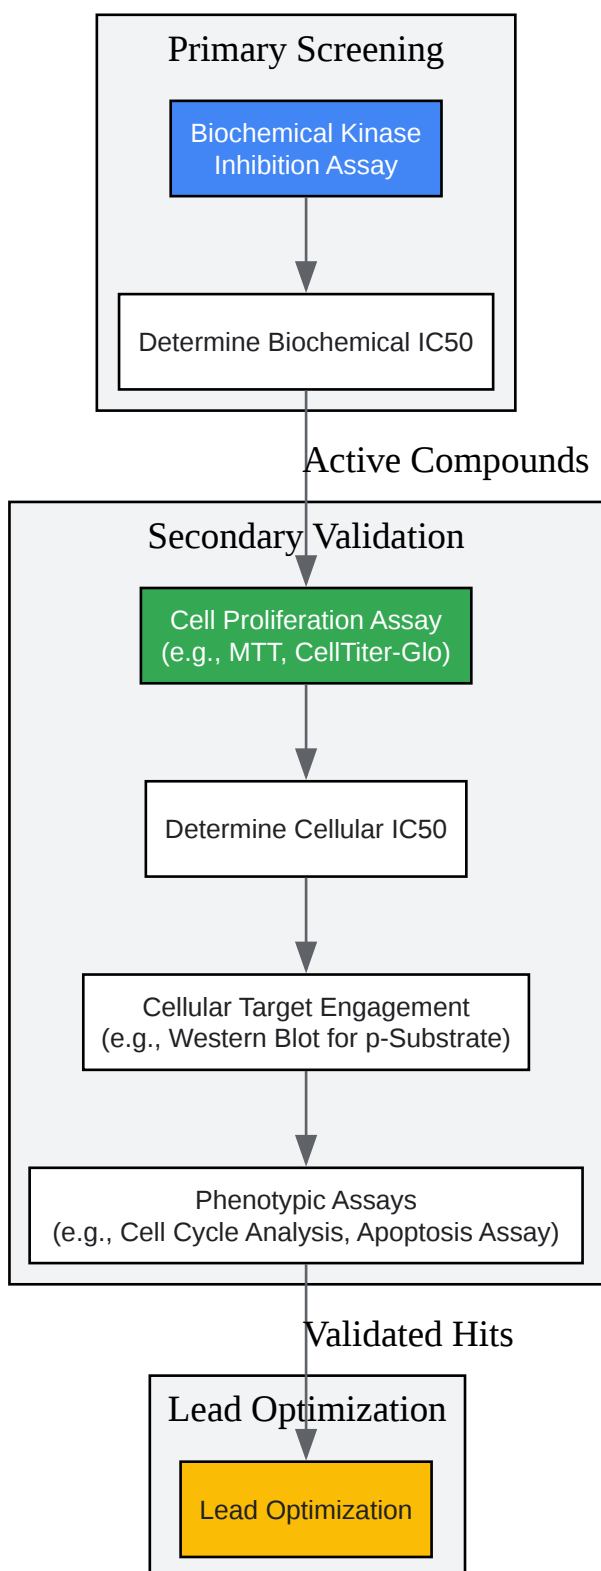 Primary Screening
Biochemical Kinase
Inhibition Assay
Determine Biochemical IC50
Active Compounds
Secondary Validation
Cell Proliferation Assay
(e.g., MTT, CellTiter-Glo)
Determine Cellular IC50
Cellular Target Engagement
(e.g., Western Blot for p-Substrate)
Phenotypic Assays
(e.g., Cell Cycle Analysis, Apoptosis Assay)
Validated Hits
Lead Optimization
Lead Optimization